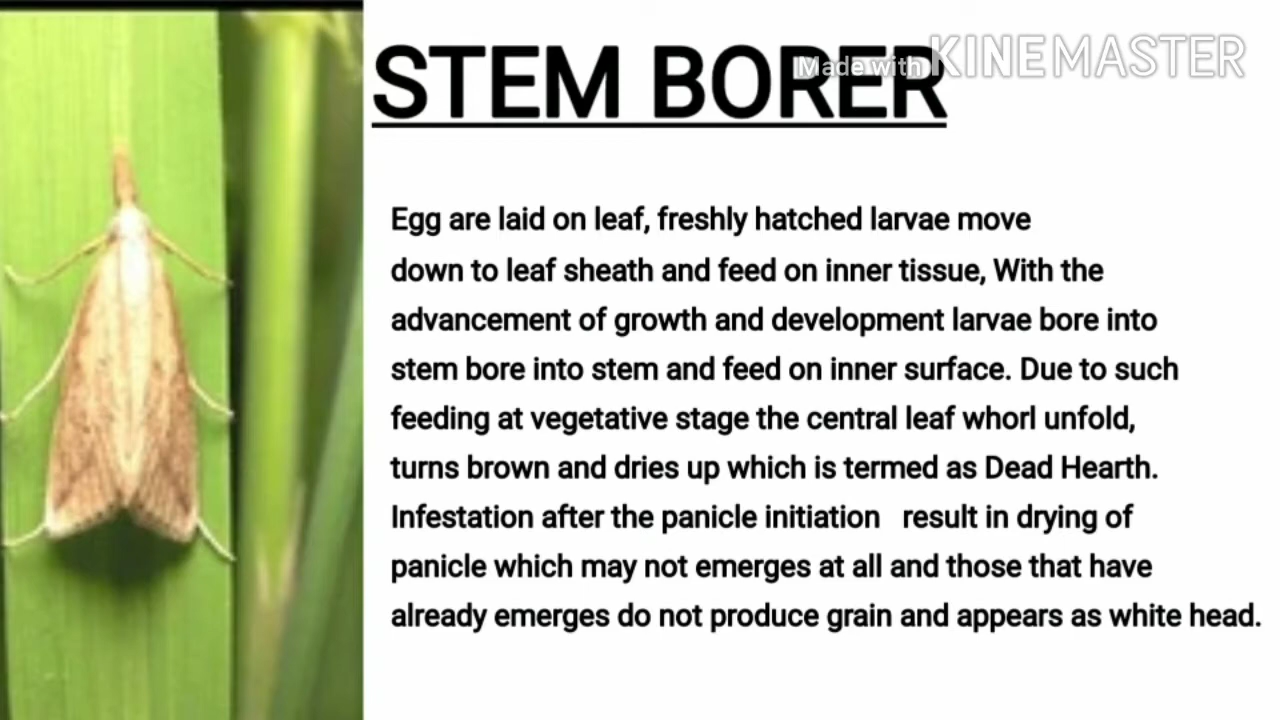 STEM BORER
Made with KINEMASTER
Egg are laid on leaf, freshly hatched larvae move
down to leaf sheath and feed on inner tissue, With the
advancement of growth and development larvae bore into
stem bore into stem and feed on inner surface. Due to such
feeding at vegetative stage the central leaf whorl unfold,
turns brown and dries up which is termed as Dead Hearth.
Infestation after the panicle initiation result in drying of
panicle which may not emerges at all and those that have
already emerges do not produce grain and appears as white head.